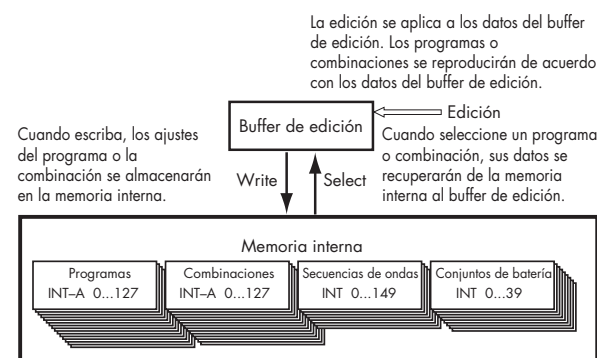 La edición se aplica a los datos del buffer
de edición. Los programas o
combinaciones se reproducirán de acuerdo
con los datos del buffer de edición.
Buffer de edición
Edición
Cuando escriba, los ajustes
del programa o la
combinación se almacenarán
en la memoria interna.
Write
Select
Cuando seleccione un programa
o combinación, sus datos se
recuperarán de la memoria
interna al buffer de edición.
Memoria interna
Programas
INT–A 0...127
Combinaciones
INT–A 0...127
Secuencias de ondas
INT 0...149
Conjuntos de batería
INT 0...39